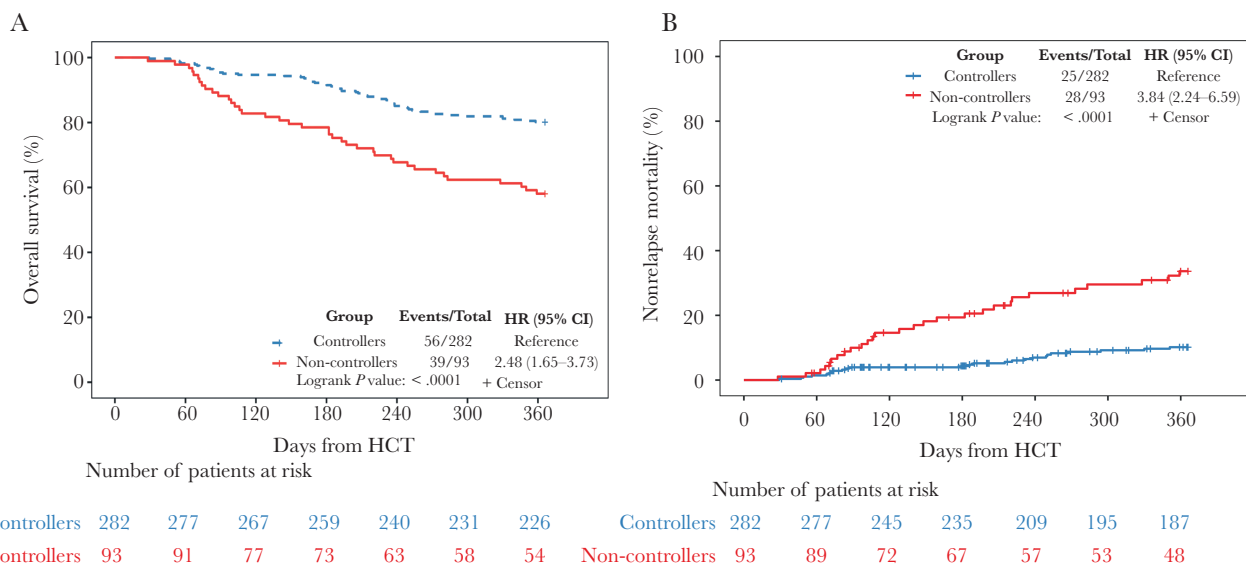 A
Overall survival (%)
100
80
60
40
20
0
Group Events/Total HR (95% CI)
Controllers 56/282 Reference
Non-controllers 39/93 2.48 (1.65–3.73)
Logrank P value: < .0001 + Censor
0 60 120 180 240 300 360
Days from HCT
Number of patients at risk
ontrollers 282 277 267 259 240 231 226
ontrollers 93 91 77 73 63 58 54
B
Nonrelapse mortality (%)
100
80
60
40
20
0
Group Events/Total HR (95% CI)
Controllers 25/282 Reference
Non-controllers 28/93 3.84 (2.24–6.59)
Logrank P value: < .0001 + Censor
0 60 120 180 240 300 360
Days from HCT
Number of patients at risk
Controllers 282 277 245 235 209 195 187
Non-controllers 93 89 72 67 57 53 48